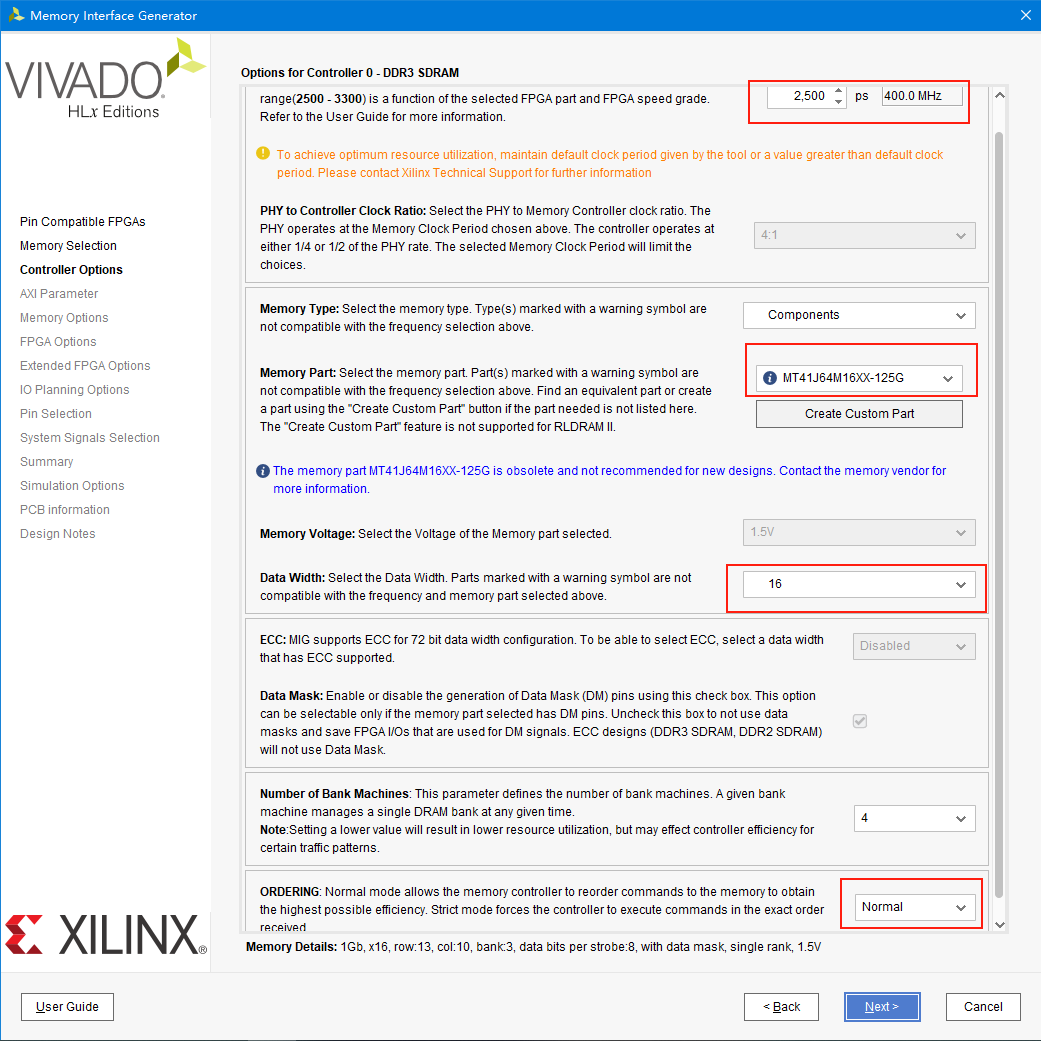 Memory Interface Generator
VIVADO
HLx Editions
Pin Compatible FPGAs
Memory Selection
Controller Options
AXI Parameter
Memory Options
FPGA Options
Extended FPGA Options
IO Planning Options
Pin Selection
System Signals Selection
Summary
Simulation Options
PCB information
Design Notes
XILINX®
Options for Controller 0 - DDR3 SDRAM
range(2500 - 3300) is a function of the selected FPGA part and FPGA speed grade.
Refer to the User Guide for more information.
2,500 ps 400.0 MHz
To achieve optimum resource utilization, maintain default clock period given by the tool or a value greater than default clock
period. Please contact Xilinx Technical Support for further information
PHY to Controller Clock Ratio: Select the PHY to Memory Controller clock ratio. The
PHY operates at the Memory Clock Period chosen above. The controller operates at
either 1/4 or 1/2 of the PHY rate. The selected Memory Clock Period will limit the
choices.
4:1
Memory Type: Select the memory type. Type(s) marked with a warning symbol are
not compatible with the frequency selection above.
Components
Memory Part: Select the memory part. Part(s) marked with a warning symbol are
not compatible with the frequency selection above. Find an equivalent part or create
a part using the "Create Custom Part" button if the part needed is not listed here.
The "Create Custom Part" feature is not supported for RLDRAM II.
MT41J64M16XX-125G
Create Custom Part
The memory part MT41J64M16XX-125G is obsolete and not recommended for new designs. Contact the memory vendor for
more information.
Memory Voltage: Select the Voltage of the Memory part selected.
1.5V
Data Width: Select the Data Width. Parts marked with a warning symbol are not
compatible with the frequency and memory part selected above.
16
ECC: MIG supports ECC for 72 bit data width configuration. To be able to select ECC, select a data width
that has ECC supported.
Disabled
Data Mask: Enable or disable the generation of Data Mask (DM) pins using this check box. This option
can be selectable only if the memory part selected has DM pins. Uncheck this box to not use data
masks and save FPGA I/Os that are used for DM signals. ECC designs (DDR3 SDRAM, DDR2 SDRAM)
will not use Data Mask.
Number of Bank Machines: This parameter defines the number of bank machines. A given bank
machine manages a single DRAM bank at any given time.
Note:Setting a lower value will result in lower resource utilization, but may effect controller efficiency for
certain traffic patterns.
4
ORDERING: Normal mode allows the memory controller to reorder commands to the memory to obtain
the highest possible efficiency. Strict mode forces the controller to execute commands in the exact order
received.
Normal
Memory Details: 1Gb, x16, row:13, col:10, bank:3, data bits per strobe:8, with data mask, single rank, 1.5V
User Guide
< Back
Next >
Cancel